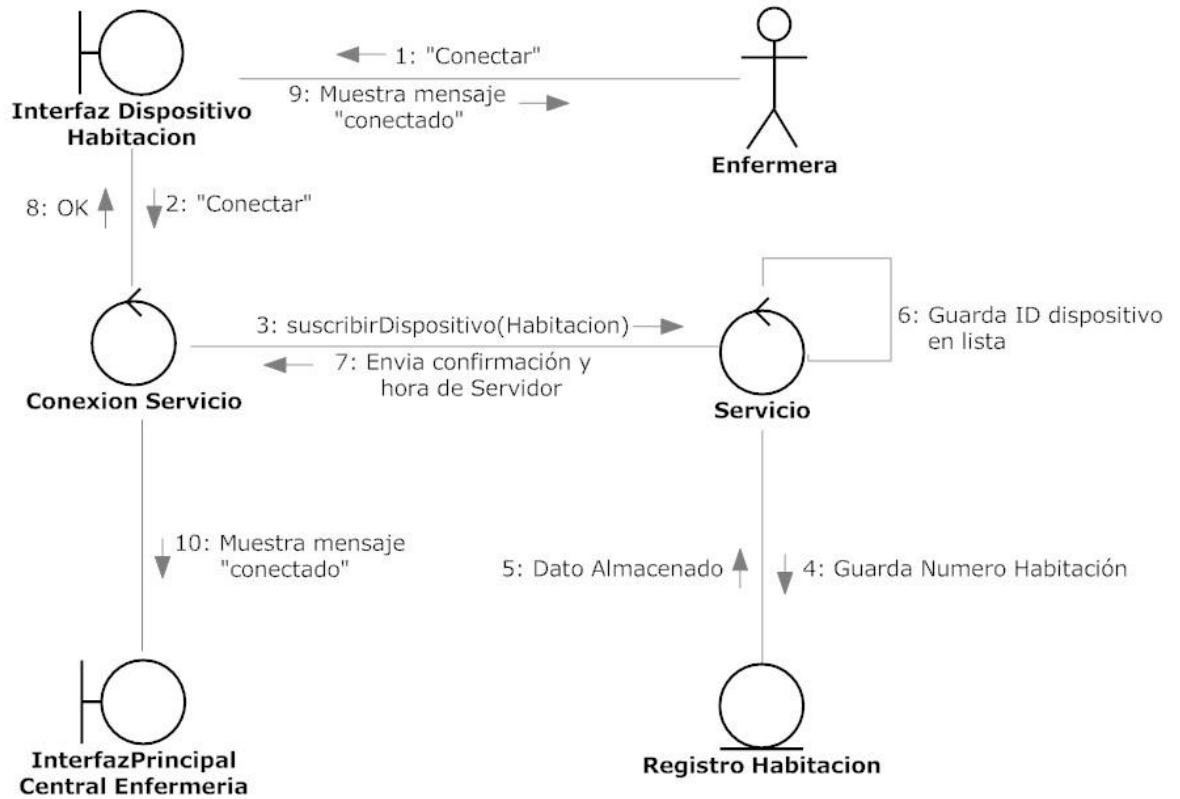 1: "Conectar"
9: Muestra mensaje
"conectado"
Interfaz Dispositivo
Habitacion
Enfermera
8: OK
2: "Conectar"
3: suscribirDispositivo(Habitacion)
7: Envia confirmación y
hora de Servidor
6: Guarda ID dispositivo
en lista
Conexion Servicio
Servicio
10: Muestra mensaje
"conectado"
5: Dato Almacenado
4: Guarda Numero Habitación
InterfazPrincipal
Central Enfermeria
Registro Habitacion